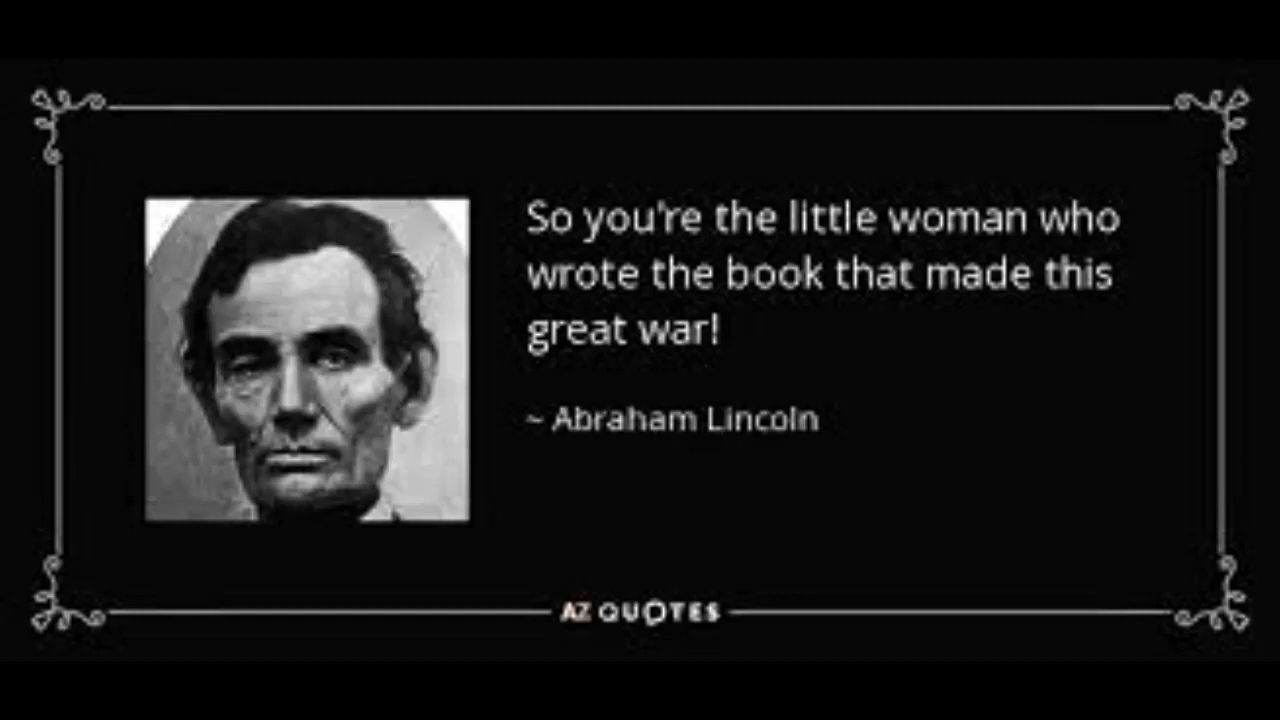 So you're the little woman who
wrote the book that made this
great war!
~ Abraham Lincoln
AZ QUOTES